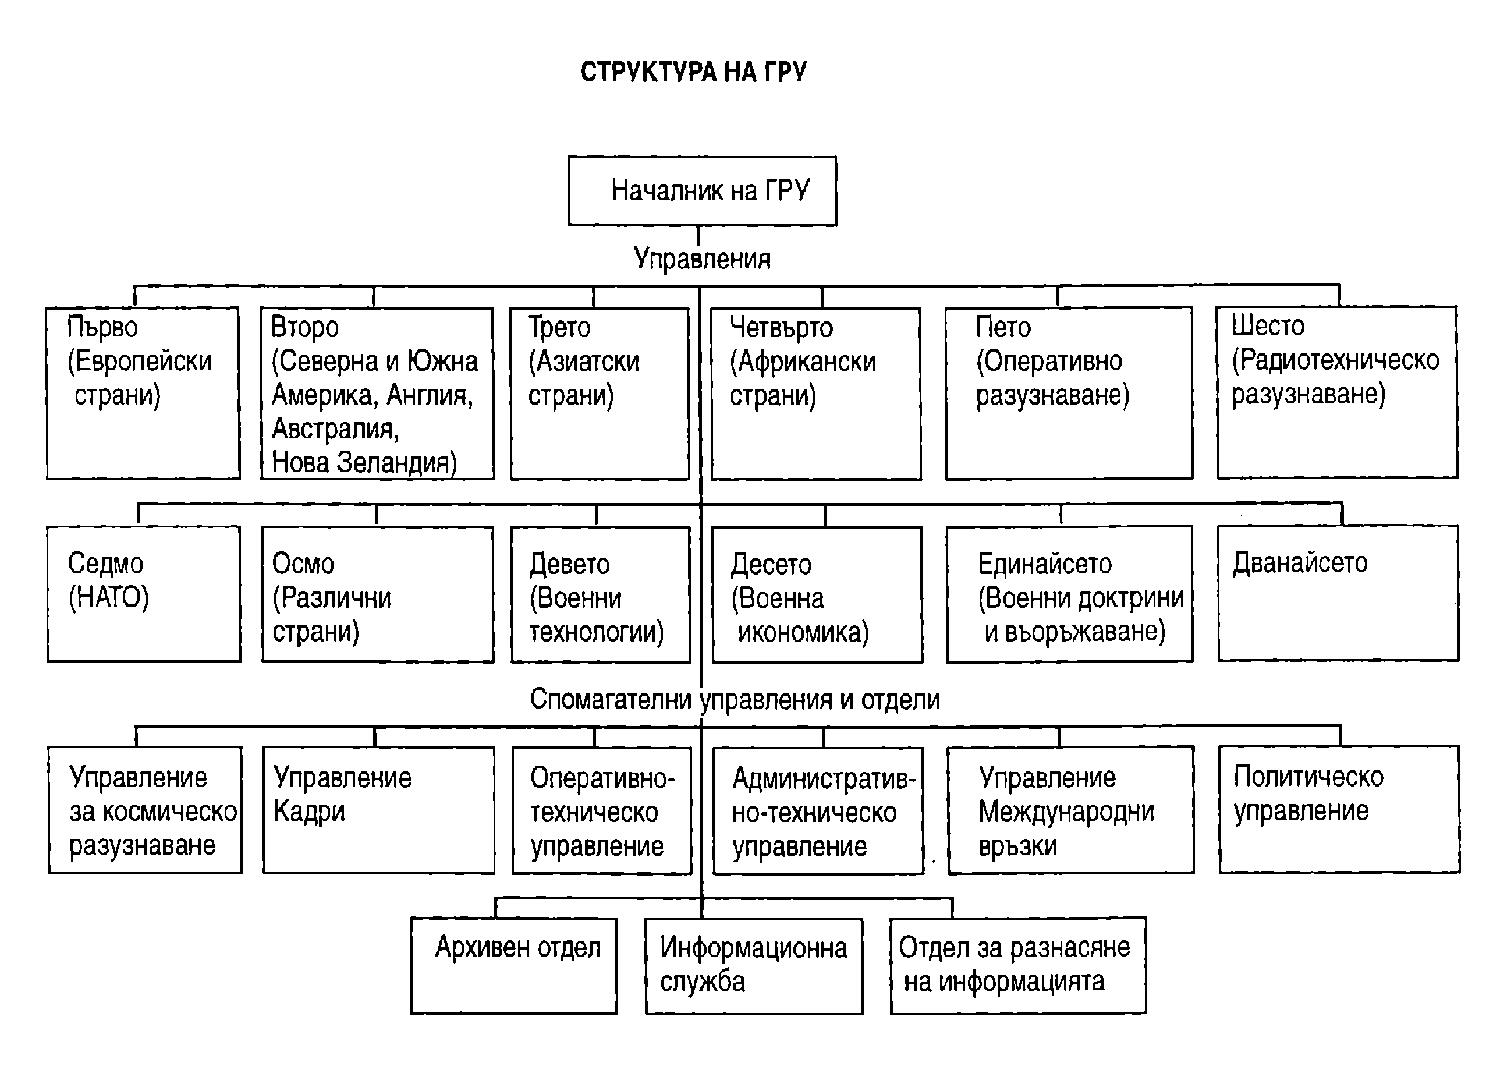 СТРУКТУРА НА ГРУ
Началник на ГРУ
Управления
Първо
(Европейски
страни)
Второ
(Северна и Южна
Америка, Англия,
Австралия,
Нова Зеландия)
Трето
(Азиатски
страни)
Четвърто
(Африкански
страни)
Пето
(Оперативно
разузнаване)
Шесто
(Радиотехническо
разузнаване)
Седмо
(НАТО)
Осмо
(Различни
страни)
Девето
(Военни
технологии)
Десето
(Военна
икономика)
Единайсето
(Военни доктрини
и въоръжаване)
Дванайсето
Спомагателни управления и отдели
Управление
за космическо
разузнаване
Управление
Кадри
Оперативно-
техническо
управление
Административ-
но-техническо
управление
Управление
Международни
връзки
Политическо
управление
Архивен отдел
Информационна
служба
Отдел за разнасяне
на информацията